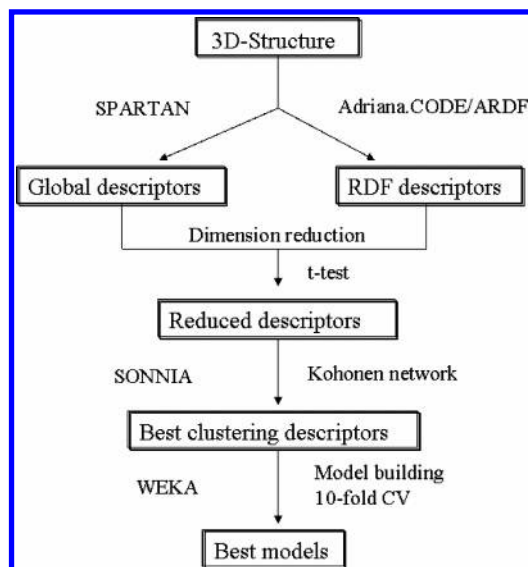 3D-Structure
SPARTAN
Adriana.CODE/ARDF
Global descriptors
RDF descriptors
Dimension reduction
t-test
Reduced descriptors
SONNIA
Kohonen network
Best clustering descriptors
WEKA
Model building
10-fold CV
Best models